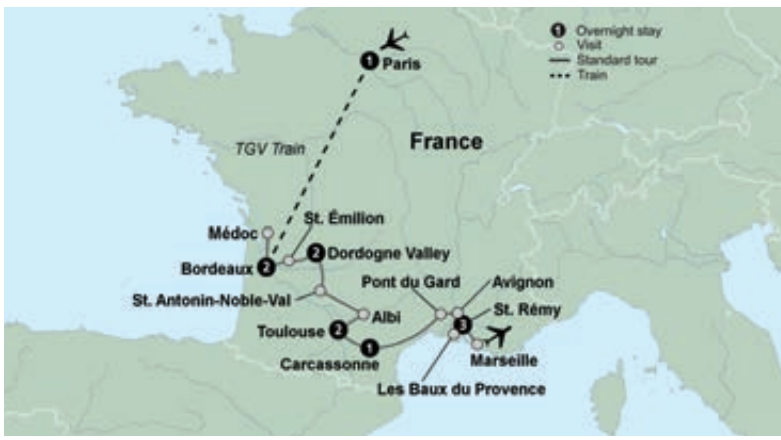 1 Overnight stay
Visit
Standard tour
Train
1 Paris
TGV Train
France
St. Émilion
Médoc
2 Dordogne Valley
Bordeaux 2
Pont du Gard
Avignon
St. Antonin-Noble-Val
St. Rémy
3
Albi
Toulouse 2
1
Marseille
Carcassonne
Les Baux du Provence